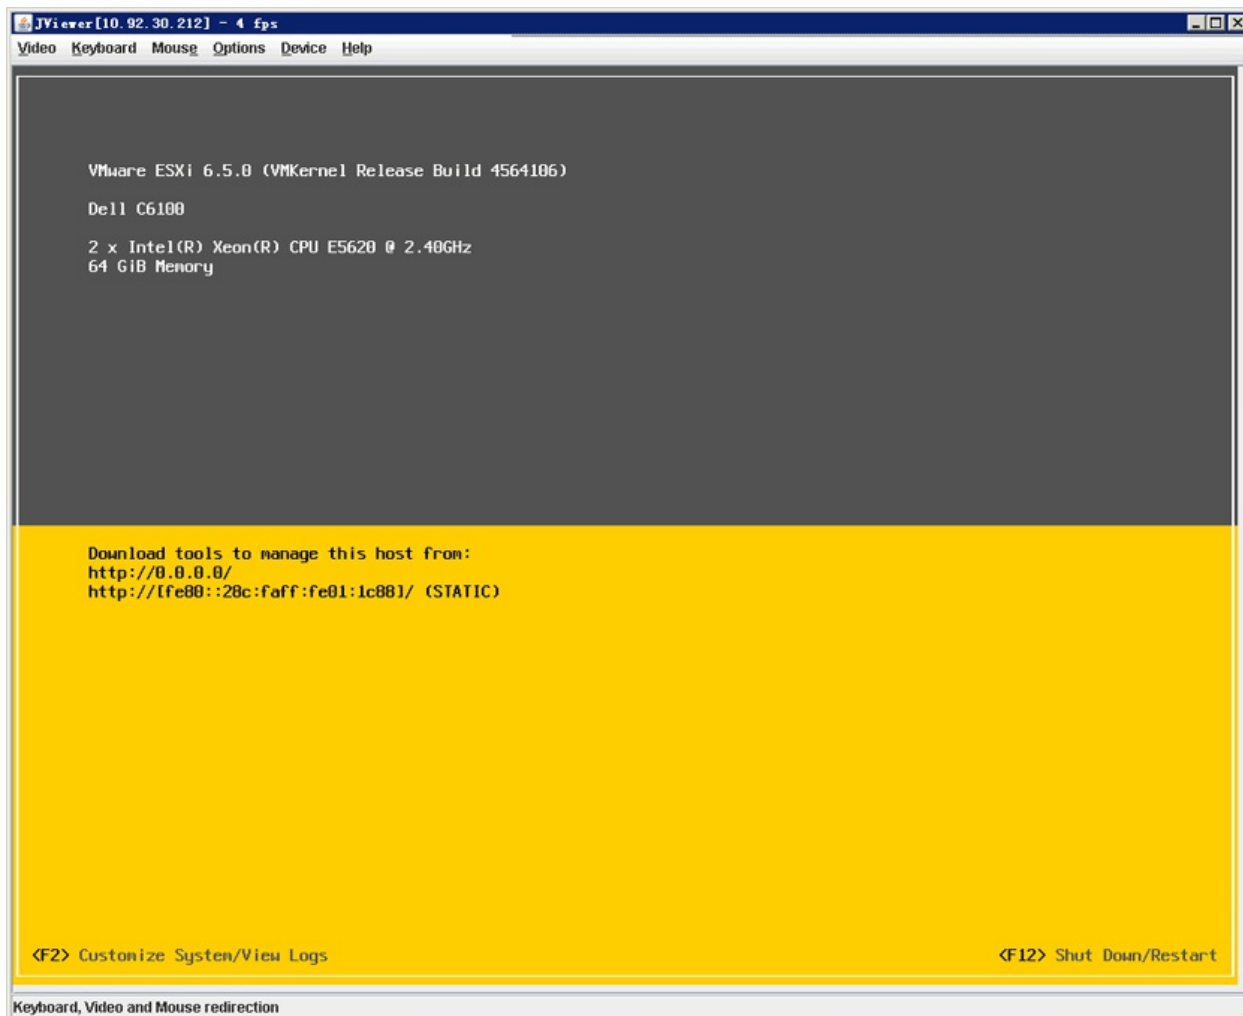 JViewer[10.92.30.212] - 4 fps
Video Keyboard Mouse Options Device Help
VMware ESXi 6.5.0 (VMKernel Release Build 4564106)
Dell C6100
2 x Intel(R) Xeon(R) CPU E5620 @ 2.40GHz
64 GiB Memory
Download tools to manage this host from:
http://0.0.0.0/
http://[fe80::28c:faff:fe01:1c88]/ (STATIC)
<F2> Customize System/View Logs
<F12> Shut Down/Restart
Keyboard, Video and Mouse redirection